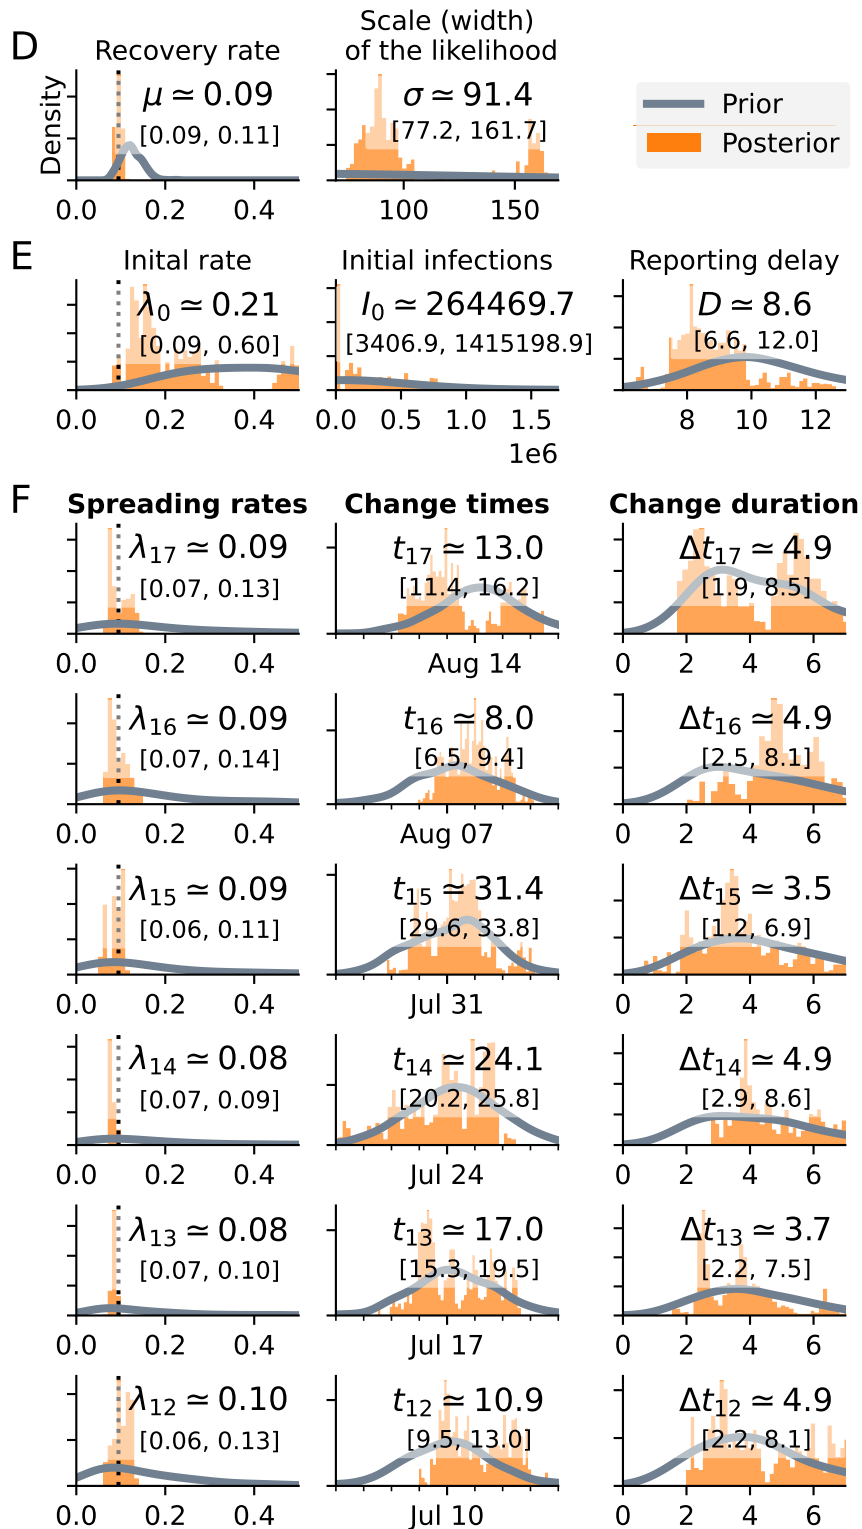 D
Recovery rate
Scale (width)
of the likelihood
Density
μ ≃ 0.09
[0.09, 0.11]
σ ≃ 91.4
[77.2, 161.7]
Prior
Posterior
0.0 0.2 0.4
100 150
E
Inital rate
Initial infections
Reporting delay
λ0 ≃ 0.21
[0.09, 0.60]
I0 ≃ 264469.7
[3406.9, 1415198.9]
D ≃ 8.6
[6.6, 12.0]
0.0 0.2 0.4
0.0 0.5 1.0 1.5
1e6
8 10 12
F
Spreading rates
Change times
Change duration
λ17 ≃ 0.09
[0.07, 0.13]
t17 ≃ 13.0
[11.4, 16.2]
Δt17 ≃ 4.9
[1.9, 8.5]
0.0 0.2 0.4
Aug 14
0 2 4 6
λ16 ≃ 0.09
[0.07, 0.14]
t16 ≃ 8.0
[6.5, 9.4]
Δt16 ≃ 4.9
[2.5, 8.1]
0.0 0.2 0.4
Aug 07
0 2 4 6
λ15 ≃ 0.09
[0.06, 0.11]
t15 ≃ 31.4
[29.6, 33.8]
Δt15 ≃ 3.5
[1.2, 6.9]
0.0 0.2 0.4
Jul 31
0 2 4 6
λ14 ≃ 0.08
[0.07, 0.09]
t14 ≃ 24.1
[20.2, 25.8]
Δt14 ≃ 4.9
[2.9, 8.6]
0.0 0.2 0.4
Jul 24
0 2 4 6
λ13 ≃ 0.08
[0.07, 0.10]
t13 ≃ 17.0
[15.3, 19.5]
Δt13 ≃ 3.7
[2.2, 7.5]
0.0 0.2 0.4
Jul 17
0 2 4 6
λ12 ≃ 0.10
[0.06, 0.13]
t12 ≃ 10.9
[9.5, 13.0]
Δt12 ≃ 4.9
[2.2, 8.1]
0.0 0.2 0.4
Jul 10
0 2 4 6